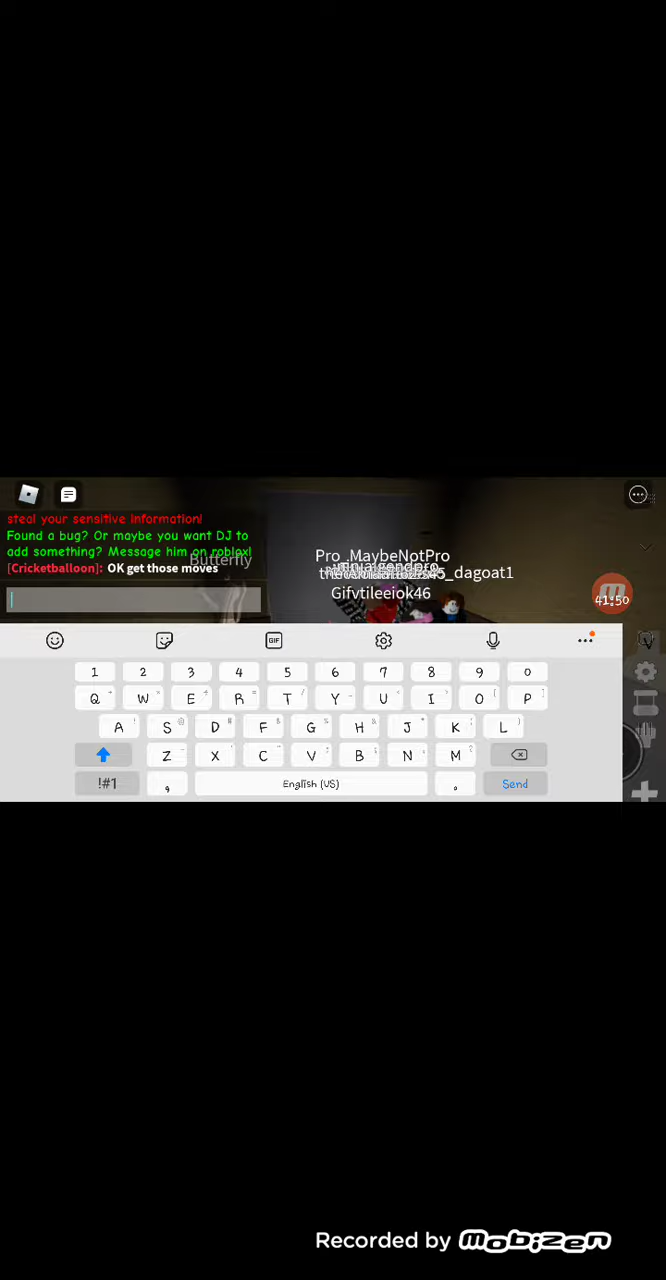 steal your sensitive information!
Found a bug? Or maybe you want DJ to
add something? Message him on roblox!
[Cricketballoon]: OK get those moves
Butterfly
Pro_MaybeNotPro
_dagoat1
Gifvtileeiok46
41:50
GIF
1 2 3 4 5 6 7 8 9 0
Q W E R T Y U I O P
A S D F G H J K L
Z X C V B N M
!#1 , English (US) . Send
Recorded by Mobizen